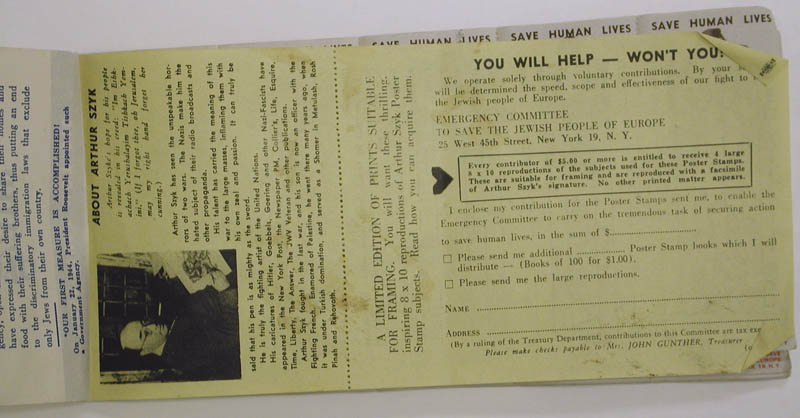 SAVE HUMAN LIVES SAVE HUMAN LIVES SAVE HUMAN LIVES
have expressed their desire to share their homes and
food with their suffering brothers, thus putting an end
to the discriminatory immigration laws that exclude
only Jews from their own country.
"OUR FIRST MEASURE IS ACCOMPLISHED!
On January 22, 1944, President Roosevelt appointed such
a Government Agency.
ABOUT ARTHUR SZYK
Arthur Szyk's hope for his people
is revealed in his creed: "Im Eshk-
achech Yerushalayim, Tishkach Yem-
ini." (If I forget thee, oh Jerusalem,
may my right hand forget her
cunning.)
Arthur Szyk has seen the unspeakable hor-
rors of two wars. The Nazis make him the
hated subject of their radio broadcasts and
other propaganda.
His talent has carried the meaning of this
war to the large masses, inflaming them with
his own zeal and passion. It can truly be
said that his pen is as mighty as the sword.
He is truly the fighting artist of the United Nations.
His caricatures of Hitler, Goebbels, Goering and other Nazi-Fascists have
appeared in the New York Post, the Newspaper PM, Collier's, Life, Esquire,
Time, Liberty, The Answer, The JWV Veteran and other publications.
Arthur Szyk fought in the last war, and his son is now an officer with the
Fighting French. Enamored of Palestine, he was there many years ago, when
it was under Turkish domination, and served as a Shomer in Metulah, Rosh
Pinah and Rehovoth.
A LIMITED EDITION OF PRINTS SUITABLE
FOR FRAMING. You will want these thrilling,
inspiring 8 x 10 reproductions of Arthur Szyk Poster
Stamp subjects. Read how you can acquire them.
YOU WILL HELP — WON'T YOU?
We operate solely through voluntary contributions. By your
will be determined the speed, scope and effectiveness of our fight to
the Jewish people of Europe.
EMERGENCY COMMITTEE
TO SAVE THE JEWISH PEOPLE OF EUROPE
25 West 45th Street, New York 19, N. Y.
Every contributor of $5.00 or more is entitled to receive 4 large
8 x 10 reproductions of the subjects used for these Poster Stamps.
These are suitable for framing and are reproved with a facsimile
of Arthur Szyk's signature. No other printed matter appears.
I enclose my contribution for the Poster Stamps sent me, to enable the
Emergency Committee to carry on the tremendous task of securing action
to save human lives, in the sum of $
Please send me additional Poster Stamp books which I will
distribute — (Books of 100 for $1.00).
Please send me the large reproductions.
NAME
ADDRESS
(By a ruling of the Treasury Department, contributions to this Committee are tax
Please make checks payable to Mrs. JOHN GUNTHER, Treasurer